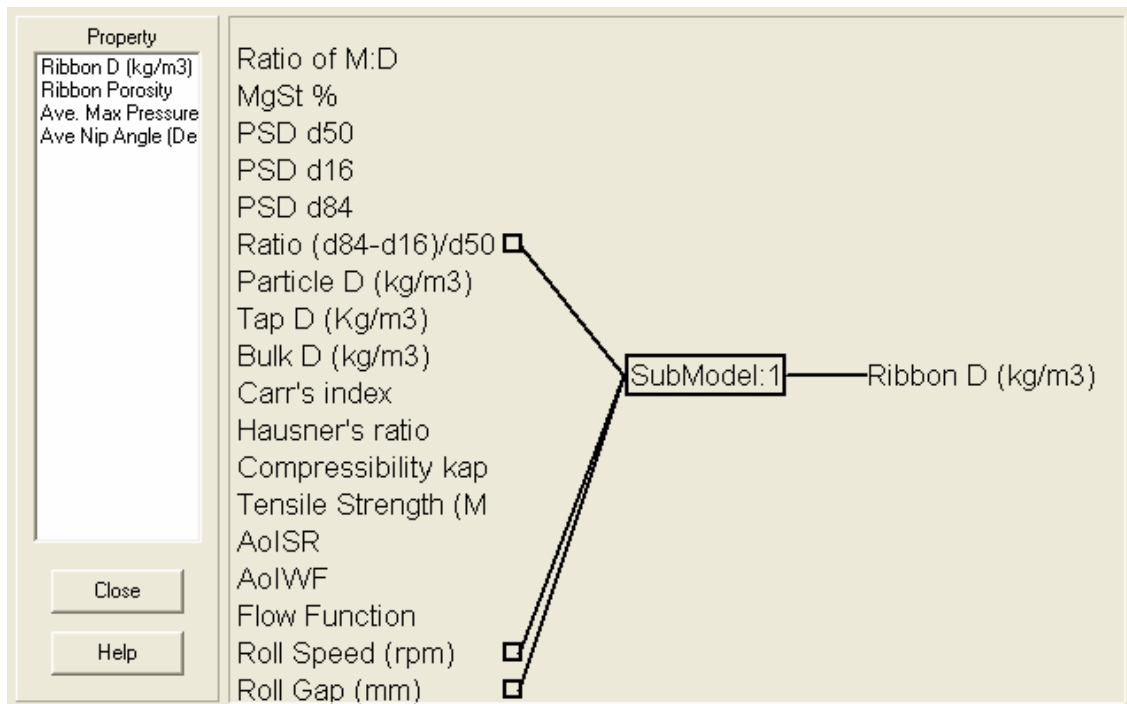 Property
Ribbon D (kg/m3)
Ribbon Porosity
Ave. Max Pressure
Ave Nip Angle (De
Close
Help
Ratio of M:D
MgSt %
PSD d50
PSD d16
PSD d84
Ratio (d84-d16)/d50
Particle D (kg/m3)
Tap D (Kg/m3)
Bulk D (kg/m3)
Carr's index
Hausner's ratio
Compressibility kap
Tensile Strength (M
AoISR
AoIWF
Flow Function
Roll Speed (rpm)
Roll Gap (mm)
SubModel:1
Ribbon D (kg/m3)